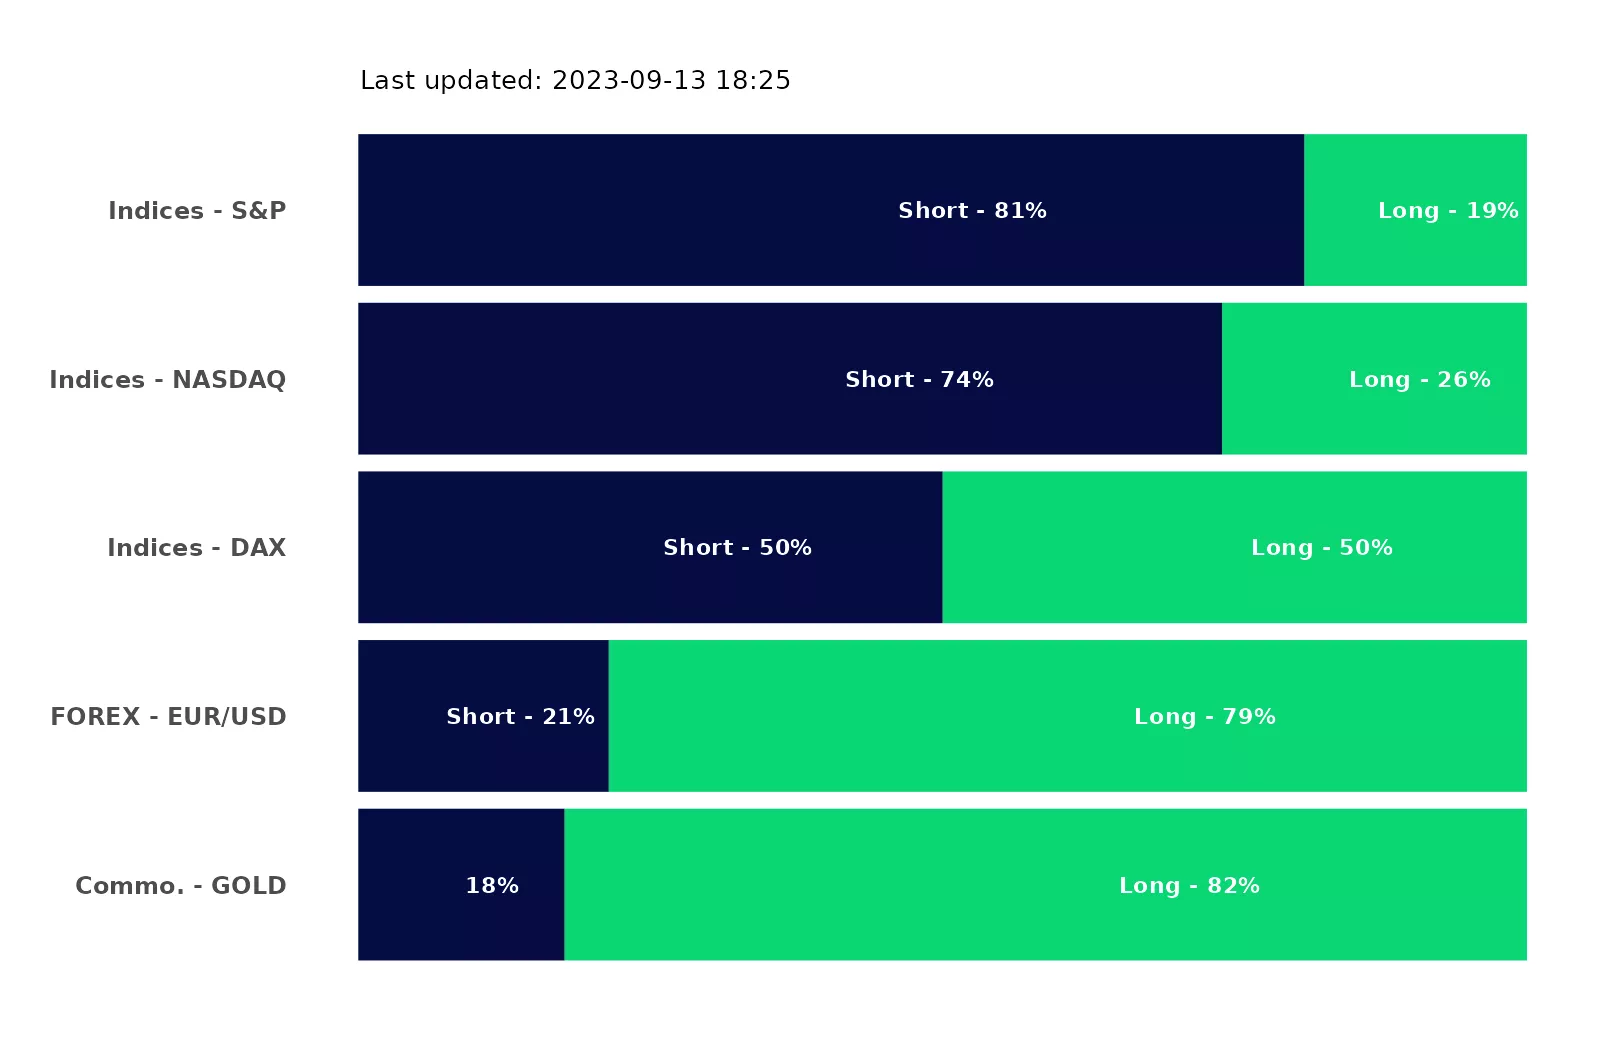 Last updated: 2023-09-13 18:25
Indices - S&P Short - 81% Long - 19%
Indices - NASDAQ Short - 74% Long - 26%
Indices - DAX Short - 50% Long - 50%
FOREX - EUR/USD Short - 21% Long - 79%
Commo. - GOLD 18% Long - 82%